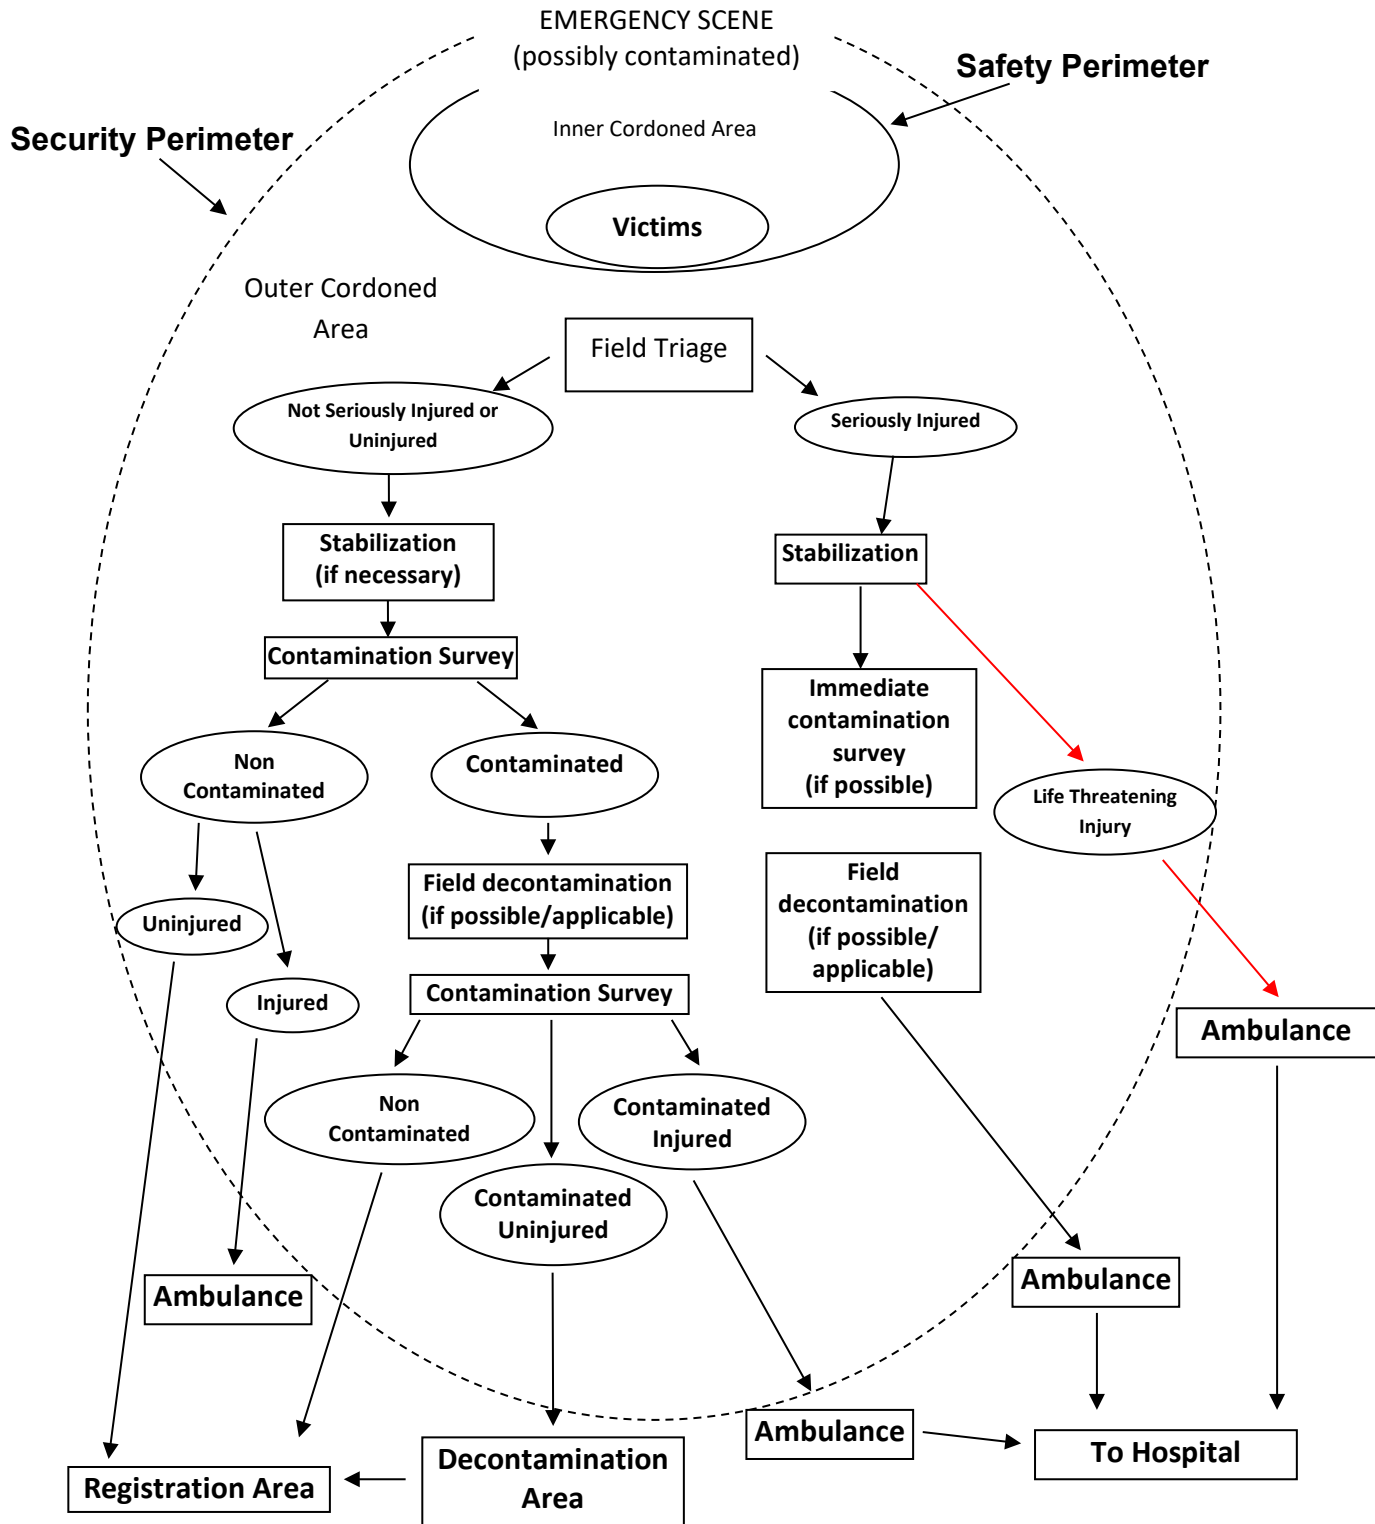 EMERGENCY SCENE
(possibly contaminated)
Safety Perimeter
Inner Cordoned Area
Security Perimeter
Victims
Outer Cordoned
Area
Field Triage
Not Seriously Injured or
Uninjured
Seriously Injured
Stabilization
(if necessary)
Stabilization
Contamination Survey
Immediate
contamination
survey
(if possible)
Non
Contaminated
Contaminated
Life Threatening
Injury
Field decontamination
(if possible/applicable)
Field
decontamination
(if possible/
applicable)
Uninjured
Injured
Contamination Survey
Ambulance
Non
Contaminated
Contaminated
Injured
Contaminated
Uninjured
Ambulance
Ambulance
Ambulance
To Hospital
Decontamination
Area
Registration Area